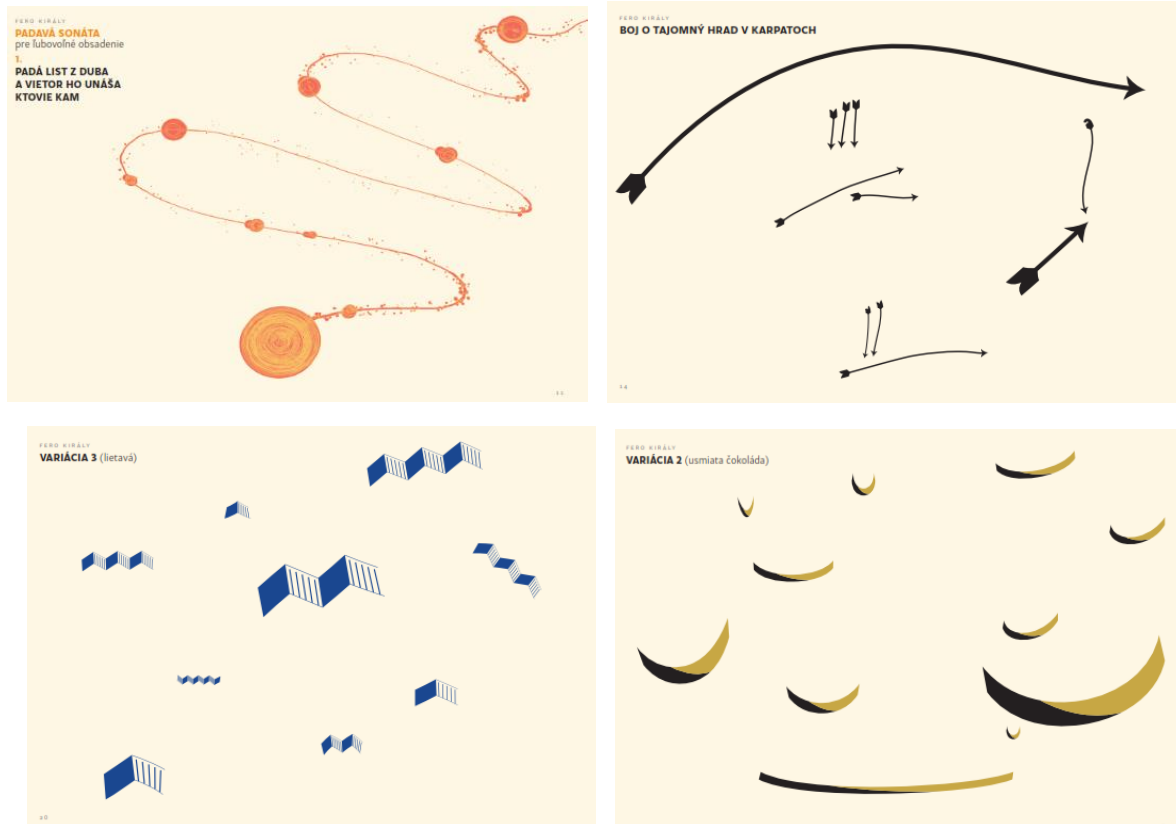 FERO KIRÁLY
PADAVÁ SONÁTA
pre ľubovoľné obsadenie
1.
PADÁ LIST Z DUBA
A VIETOR HO UNÁŠA
KTOVIE KAM
FERO KIRÁLY
BOJ O TAJOMNÝ HRAD V KARPATOCH
FERO KIRÁLY
VARIÁCIA 3 (lietavá)
20
FERO KIRÁLY
VARIÁCIA 2 (usmiata čokoláda)